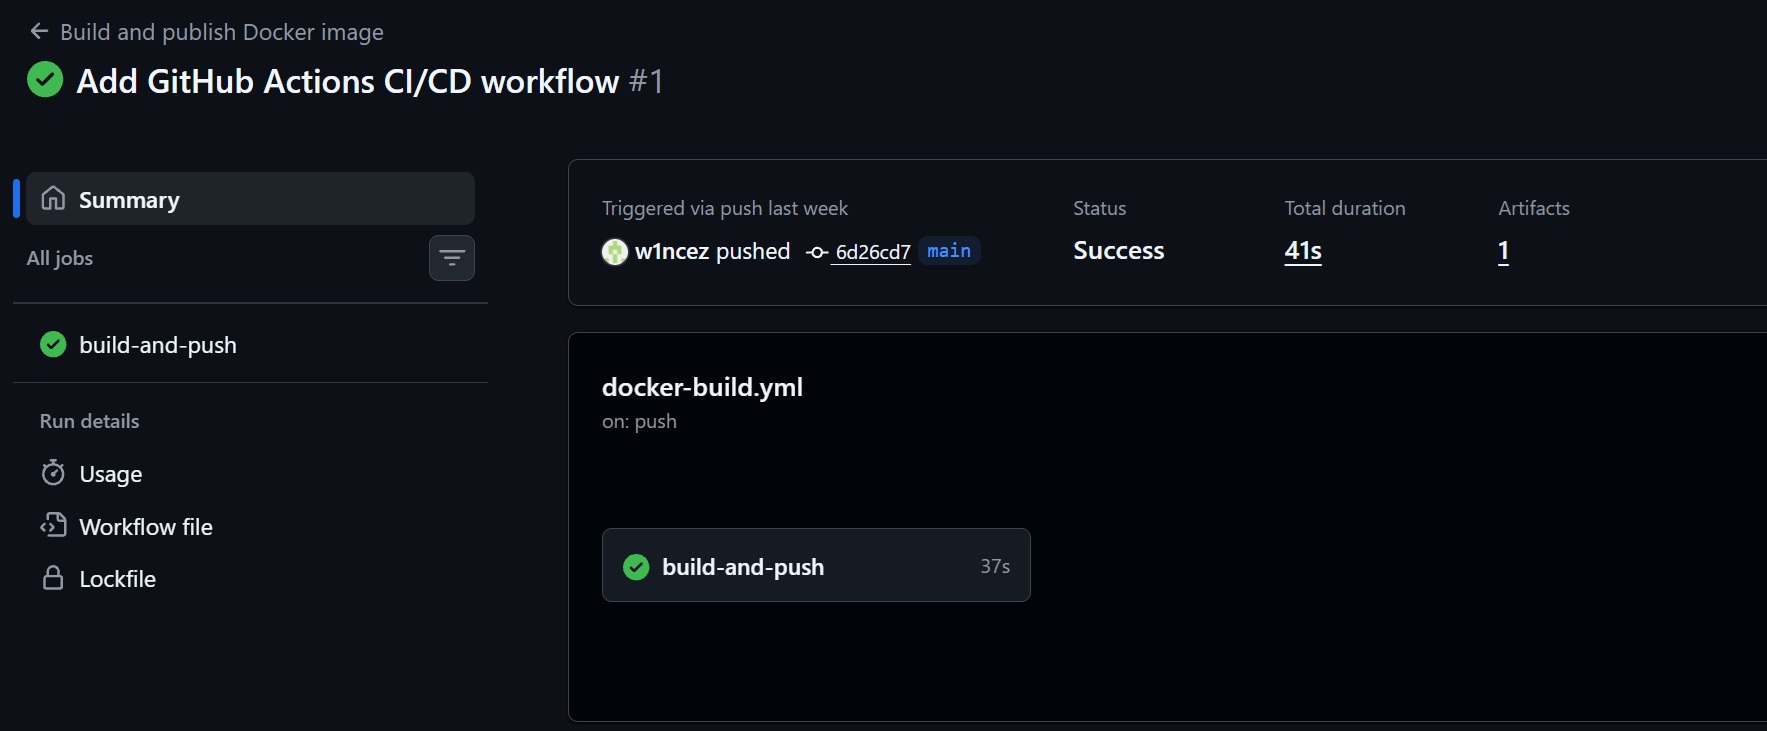 Build and publish Docker image
Add GitHub Actions CI/CD workflow #1
Summary
All jobs
build-and-push
Run details
Usage
Workflow file
Lockfile
Triggered via push last week
w1ncez pushed 6d26cd7 main
Status
Success
Total duration
41s
Artifacts
1
docker-build.yml
on: push
build-and-push 37s